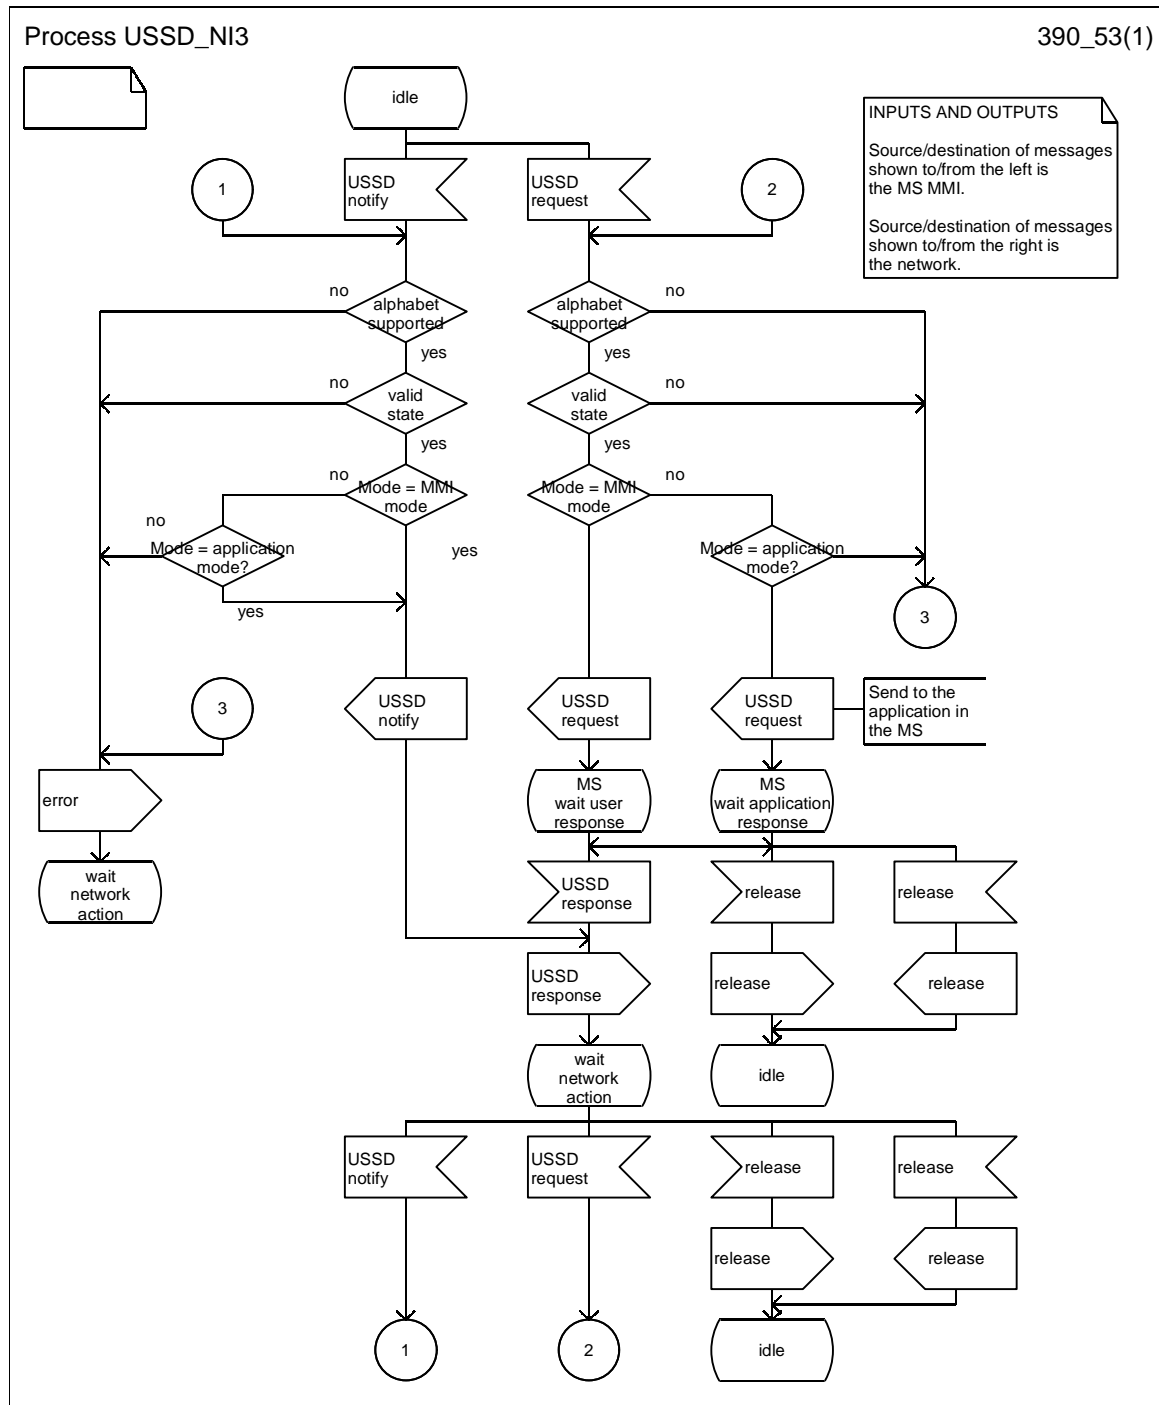 Process USSD_NI3
390_53(1)
idle
INPUTS AND OUTPUTS
Source/destination of messages
shown to/from the left is
the MS MMI.
Source/destination of messages
shown to/from the right is
the network.
1
USSD
notify
USSD
request
2
no
alphabet
supported
yes
alphabet
supported
no
yes
no
valid
state
yes
valid
state
no
yes
no
Mode = MMI
mode
yes
Mode = MMI
mode
no
no
Mode = application
mode?
yes
Mode = application
mode?
3
3
USSD
notify
USSD
request
USSD
request
Send to the
application in
the MS
error
MS
wait user
response
MS
wait application
response
wait
network
action
USSD
response
release
release
USSD
response
release
release
wait
network
action
idle
USSD
notify
USSD
request
release
release
release
release
1
2
idle